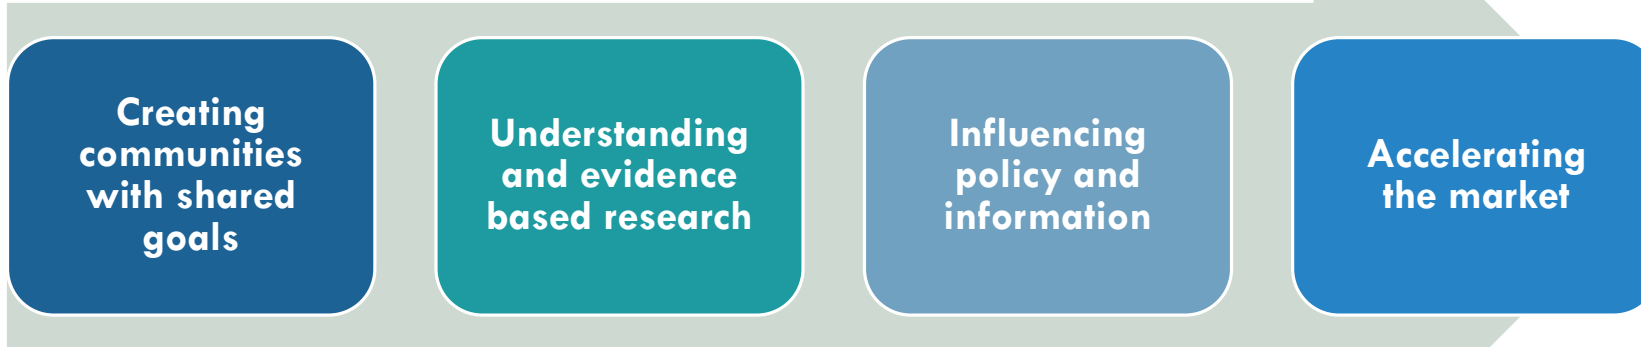 Creating
communities
with shared
goals
Understanding
and evidence
based research
Influencing
policy and
information
Accelerating
the market